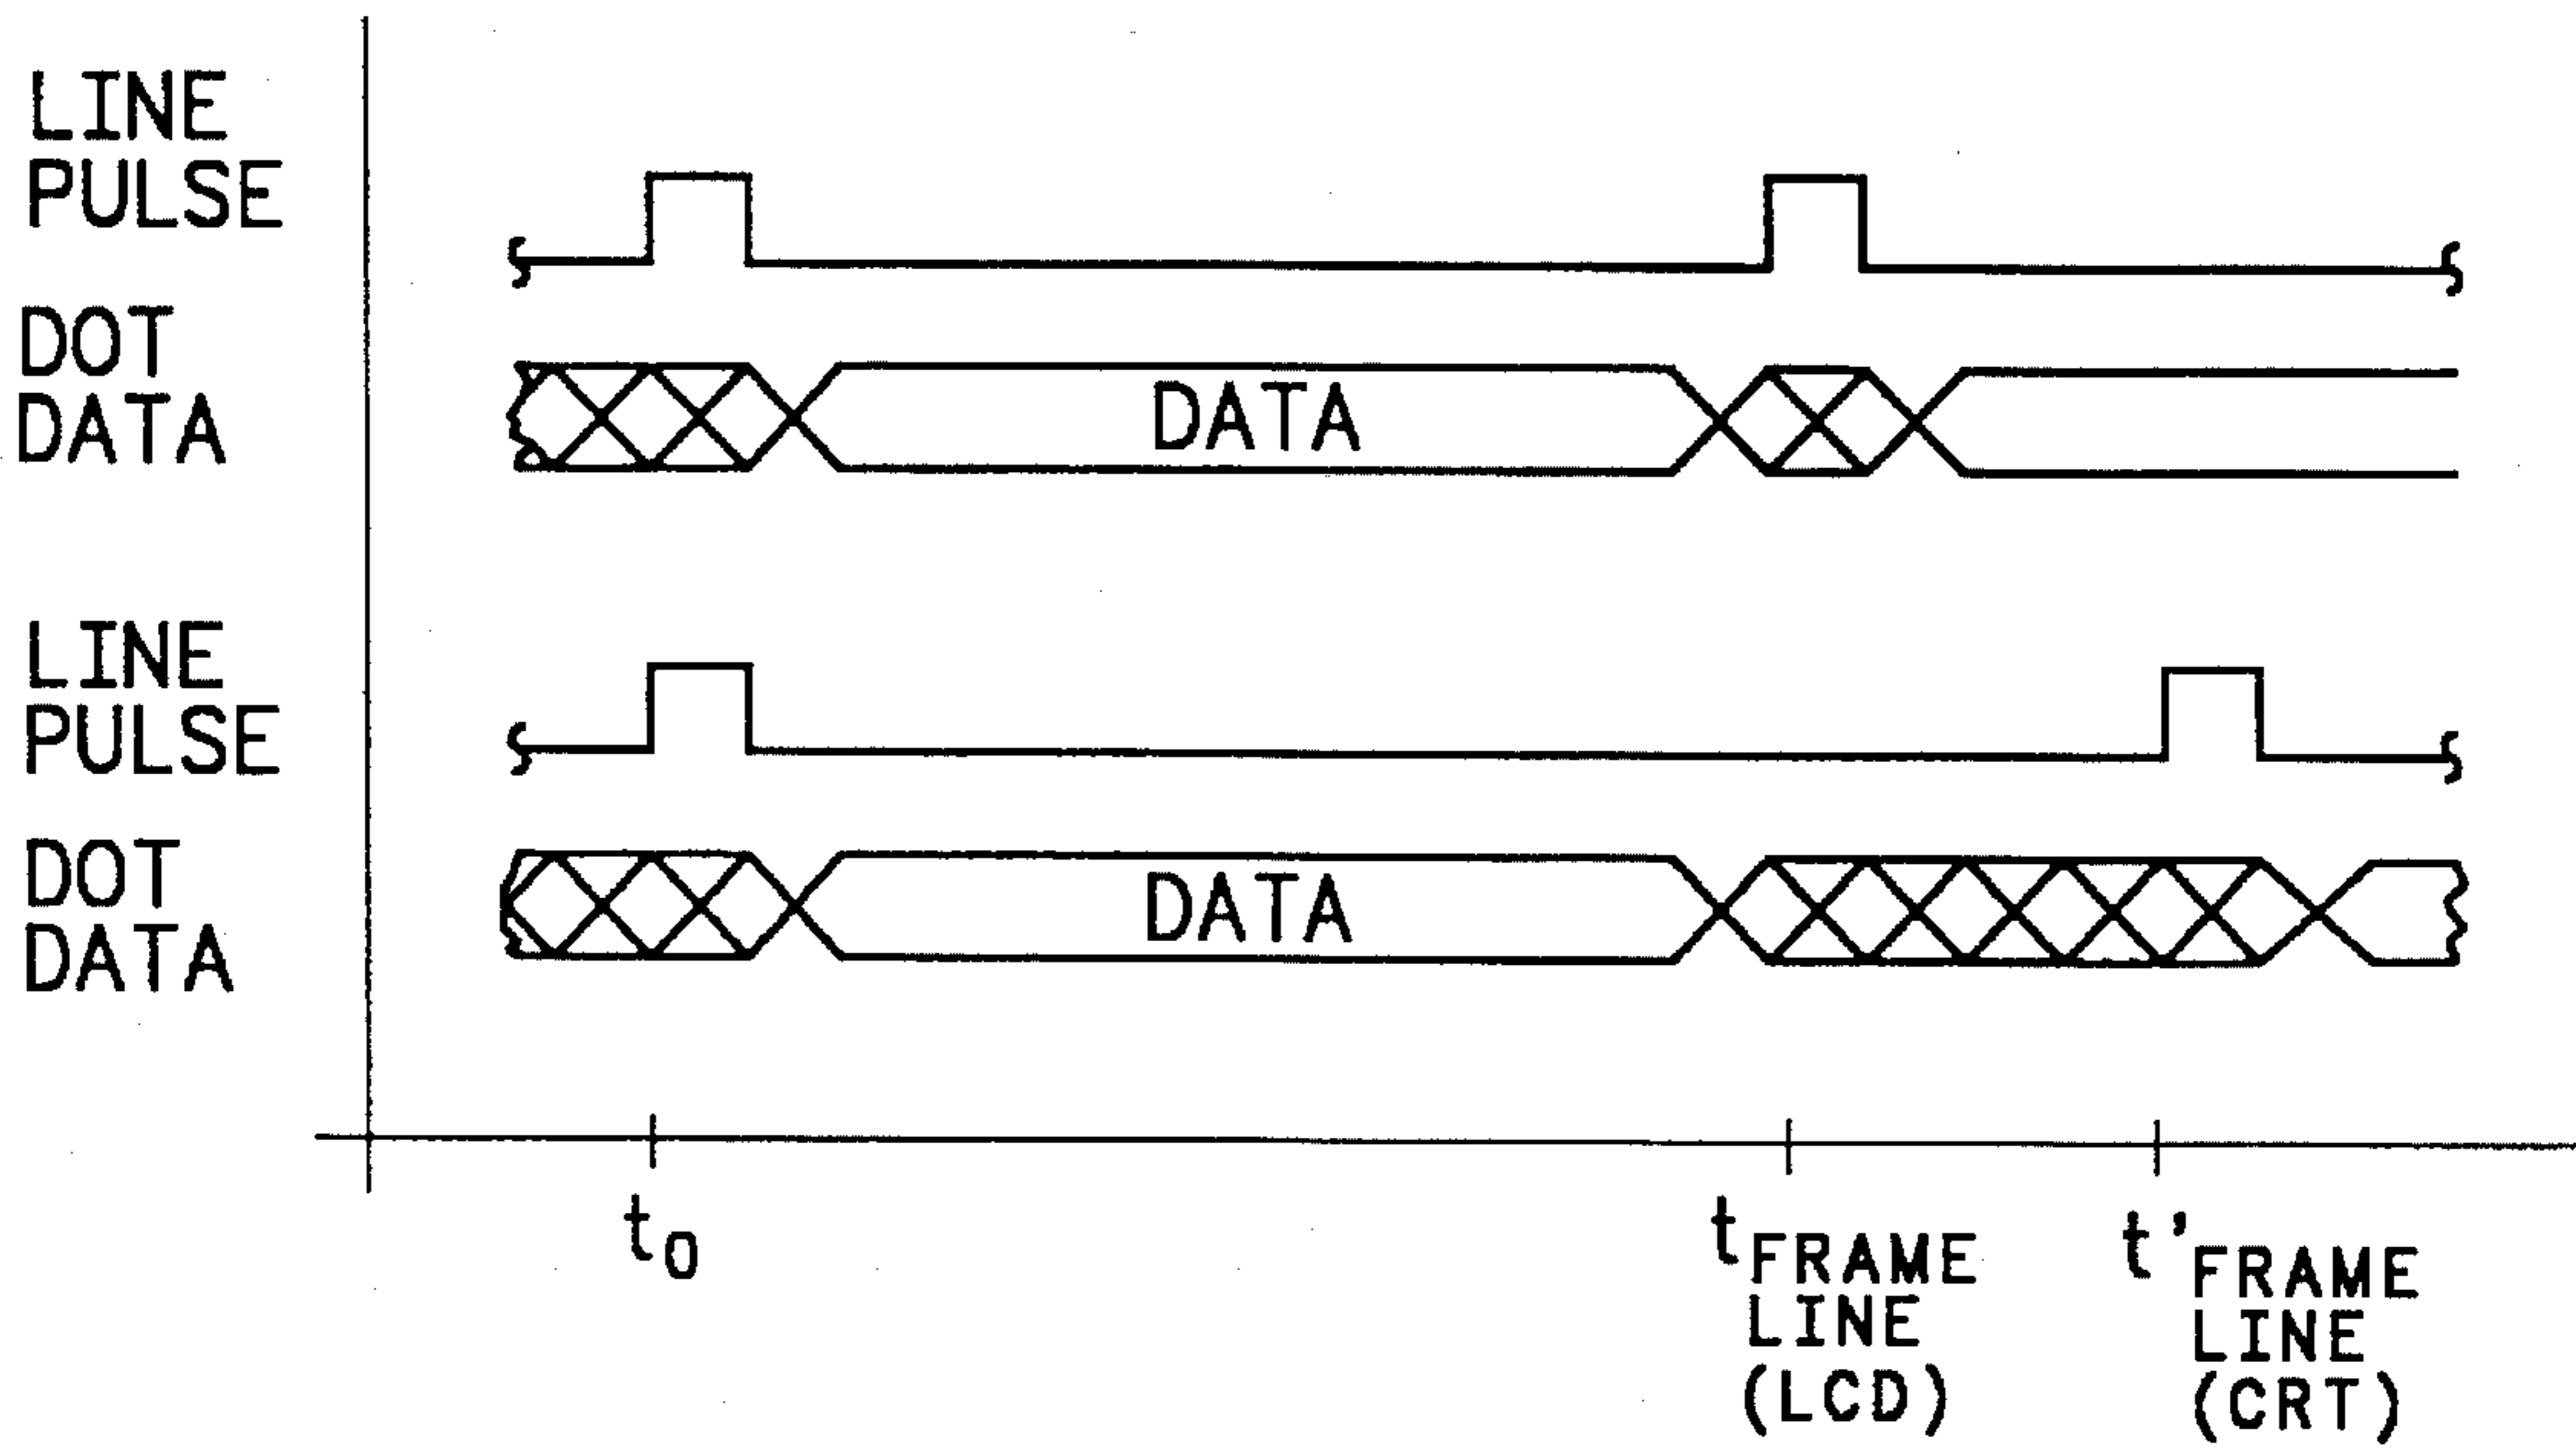 LINE
PULSE
DOT
DATA
DATA
LINE
PULSE
DOT
DATA
DATA
t0
tFRAME
LINE
(LCD)
t'FRAME
LINE
(CRT)